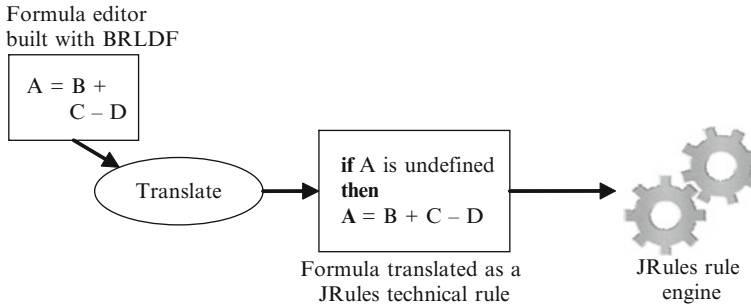 Formula editor
built with BRLDF
A = B +
C – D
Translate
if A is undefined
then
A = B + C – D
Formula translated as a
JRules technical rule
JRules rule
engine